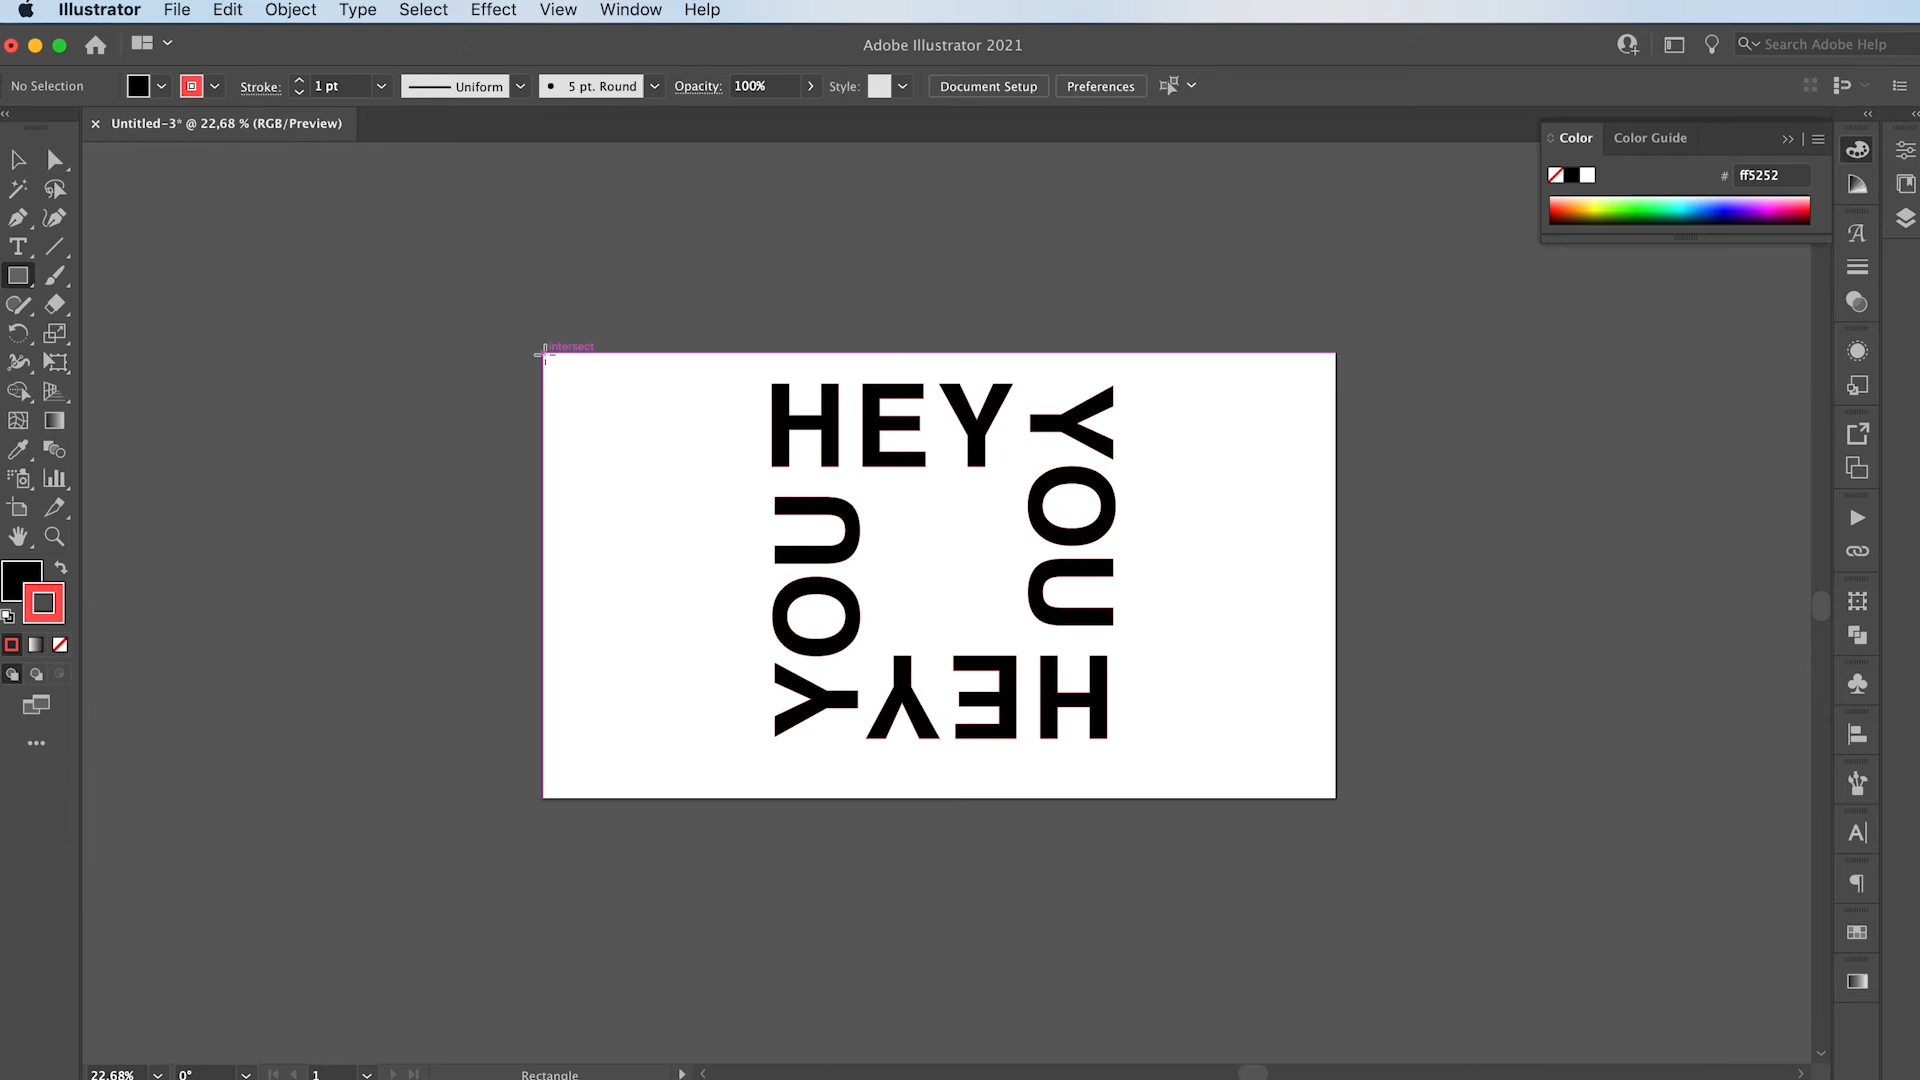 Illustrator File Edit Object Type Select Effect View Window Help
Adobe Illustrator 2021
Search Adobe Help
No Selection Stroke: 1 pt Uniform 5 pt. Round Opacity: 100% Style: Document Setup Preferences
Untitled-3* @ 22,68 % (RGB/Preview)
Color Color Guide
# ff5252
intersect
HEY
YOU
YOU
HEY
22,68% 0° 1 Rectangle